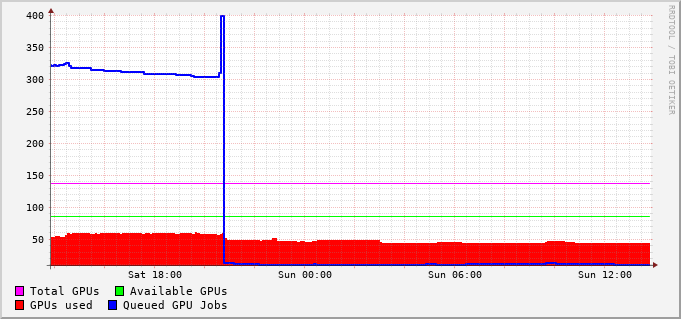 400
350
300
250
200
150
100
50
Sat 18:00 Sun 00:00 Sun 06:00 Sun 12:00
Total GPUs Available GPUs
GPUs used Queued GPU Jobs
RRDTOOL / TOBI OETIKER